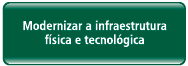 Modernizar a infraestrutura
física e tecnológica